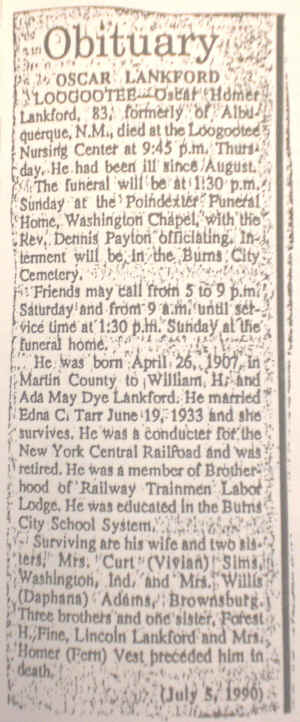 Obituary
OSCAR LANKFORD
LOOGOOTEE—Oscar Homer
Lankford, 83, formerly of Albu-
querque, N.M., died at the Loogootee
Nursing Center at 9:45 p.m. Thurs-
day. He had been ill since August.
The funeral will be at 1:30 p.m.
Sunday at the Poindexter Funeral
Home, Washington Chapel, with the
Rev. Dennis Payton officiating. In-
terment will be in the Burns City
Cemetery.
Friends may call from 5 to 9 p.m.
Saturday and from 9 a.m. until ser-
vice time at 1:30 p.m. Sunday at the
funeral home.
He was born April 26, 1907, in
Martin County to William H. and
Ada May Dye Lankford. He married
Edna C. Tarr June 19, 1933 and she
survives. He was a conducter for the
New York Central Railroad and was
retired. He was a member of Brother-
hood of Railway Trainmen Labor
Lodge. He was educated in the Burns
City School System.
Surviving are his wife and two sis-
ters, Mrs. Curt (Vivian) Sims,
Washington, Ind. and Mrs. Willis
(Daphana) Adams, Brownsburg.
Three brothers and one sister, Forest
H., Fine, Lincoln Lankford and Mrs.
Homer (Fern) Vest preceded him in
death.
(July 5, 1990)